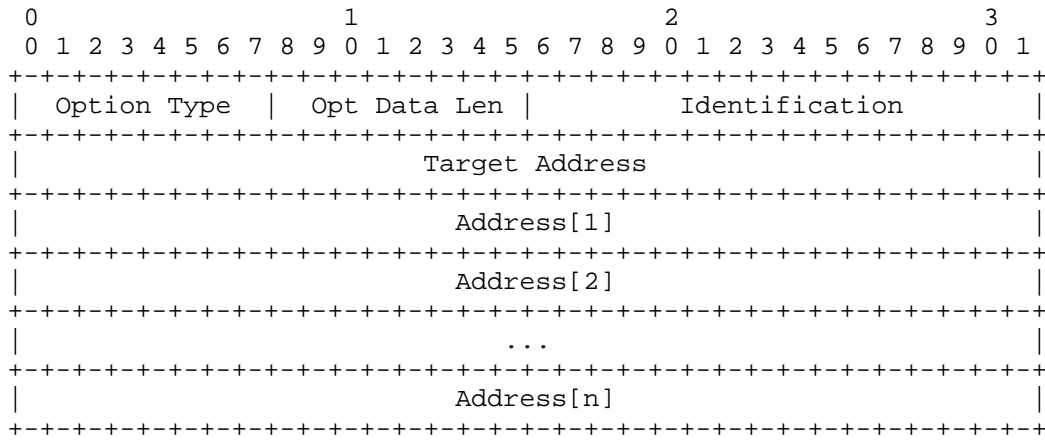 0                   1                   2                   3
0 1 2 3 4 5 6 7 8 9 0 1 2 3 4 5 6 7 8 9 0 1 2 3 4 5 6 7 8 9 0 1
+-+-+-+-+-+-+-+-+-+-+-+-+-+-+-+-+-+-+-+-+-+-+-+-+-+-+-+-+-+-+-+-+
|  Option Type  |  Opt Data Len |         Identification        |
+-+-+-+-+-+-+-+-+-+-+-+-+-+-+-+-+-+-+-+-+-+-+-+-+-+-+-+-+-+-+-+-+
|                         Target Address                        |
+-+-+-+-+-+-+-+-+-+-+-+-+-+-+-+-+-+-+-+-+-+-+-+-+-+-+-+-+-+-+-+-+
|                           Address[1]                          |
+-+-+-+-+-+-+-+-+-+-+-+-+-+-+-+-+-+-+-+-+-+-+-+-+-+-+-+-+-+-+-+-+
|                           Address[2]                          |
+-+-+-+-+-+-+-+-+-+-+-+-+-+-+-+-+-+-+-+-+-+-+-+-+-+-+-+-+-+-+-+-+
|                              ...                              |
+-+-+-+-+-+-+-+-+-+-+-+-+-+-+-+-+-+-+-+-+-+-+-+-+-+-+-+-+-+-+-+-+
|                           Address[n]                          |
+-+-+-+-+-+-+-+-+-+-+-+-+-+-+-+-+-+-+-+-+-+-+-+-+-+-+-+-+-+-+-+-+